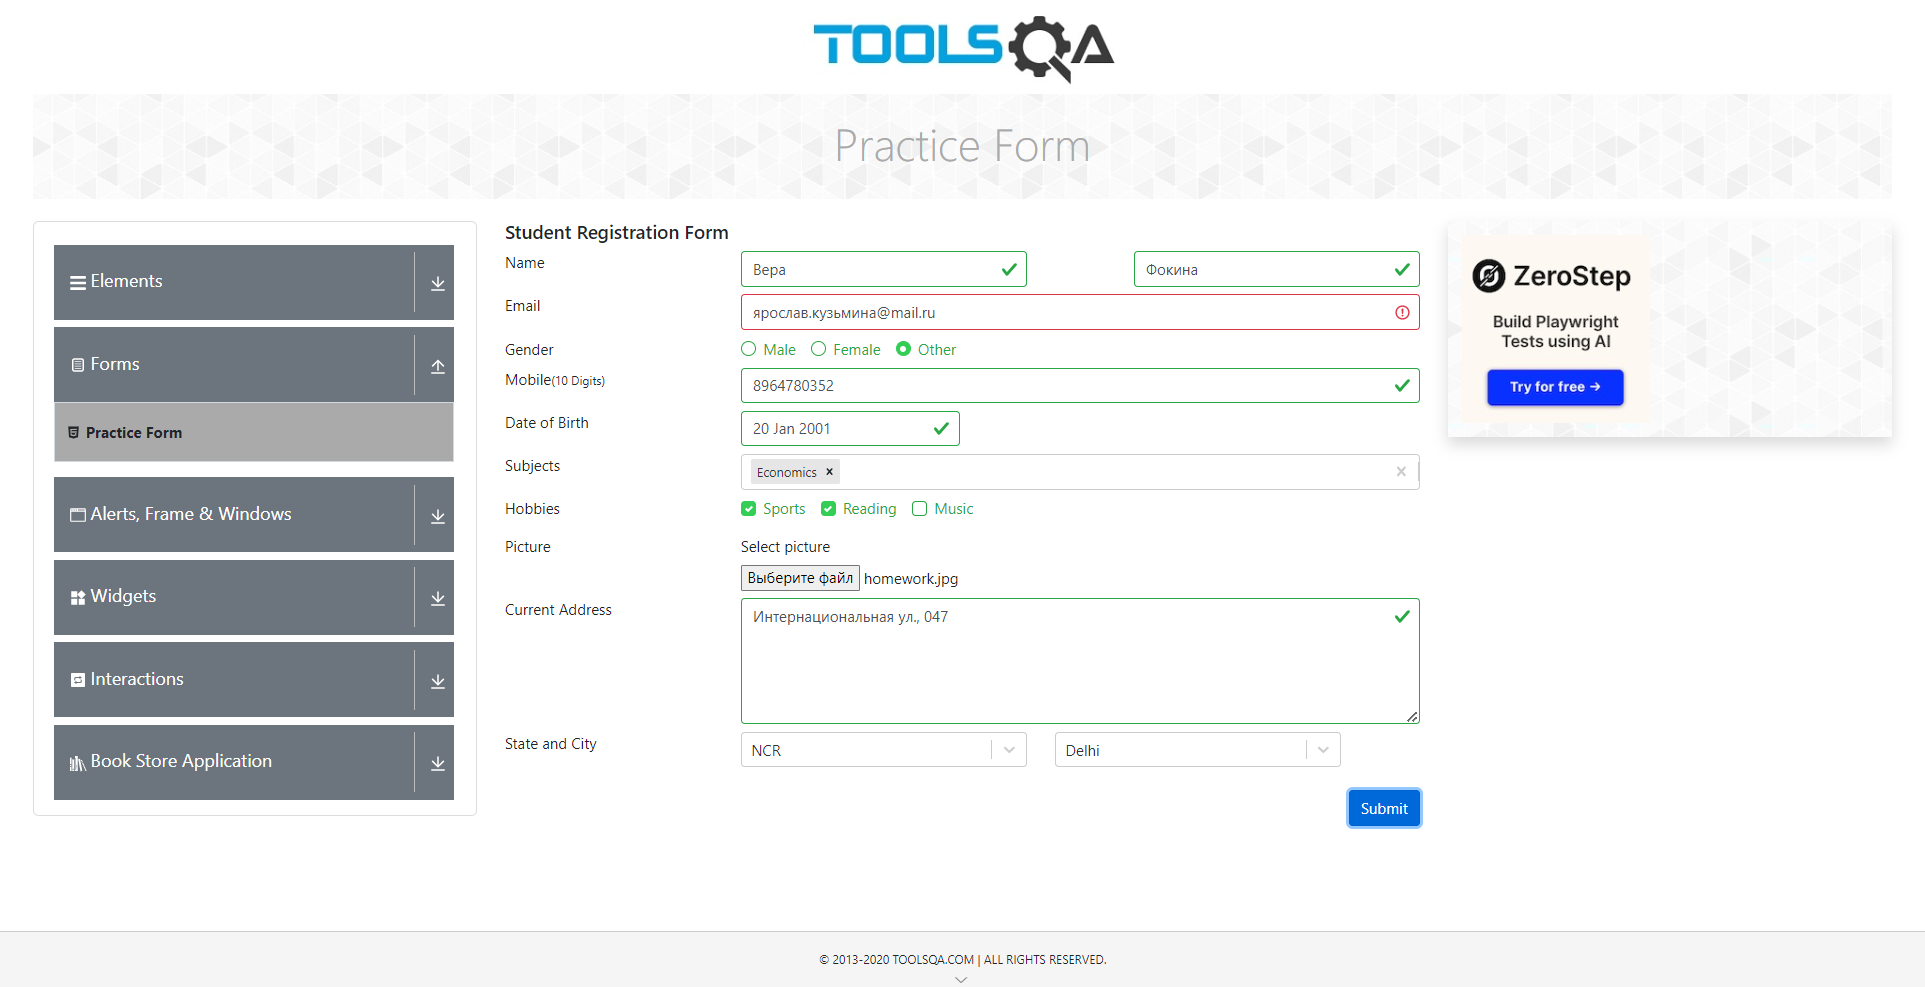 TOOLSQA
Practice Form
Elements
Forms
Practice Form
Alerts, Frame & Windows
Widgets
Interactions
Book Store Application
Student Registration Form
Name
Вера
Фокина
Email
ярослав.кузьмина@mail.ru
Gender
Male Female Other
Mobile(10 Digits)
8964780352
Date of Birth
20 Jan 2001
Subjects
Economics
Hobbies
Sports Reading Music
Picture
Select picture
Выберите файл homework.jpg
Current Address
Интернациональная ул., 047
State and City
NCR
Delhi
Submit
ZeroStep
Build Playwright
Tests using AI
Try for free →
© 2013-2020 TOOLSQA.COM | ALL RIGHTS RESERVED.